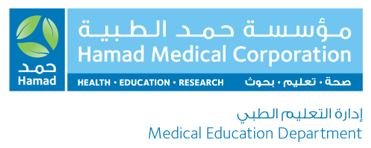 مؤسسة حمد الطبية
Hamad Medical Corporation
حمد
Hamad
HEALTH • EDUCATION • RESEARCH
صحة • تعليم • بحوث
إدارة التعليم الطبي
Medical Education Department